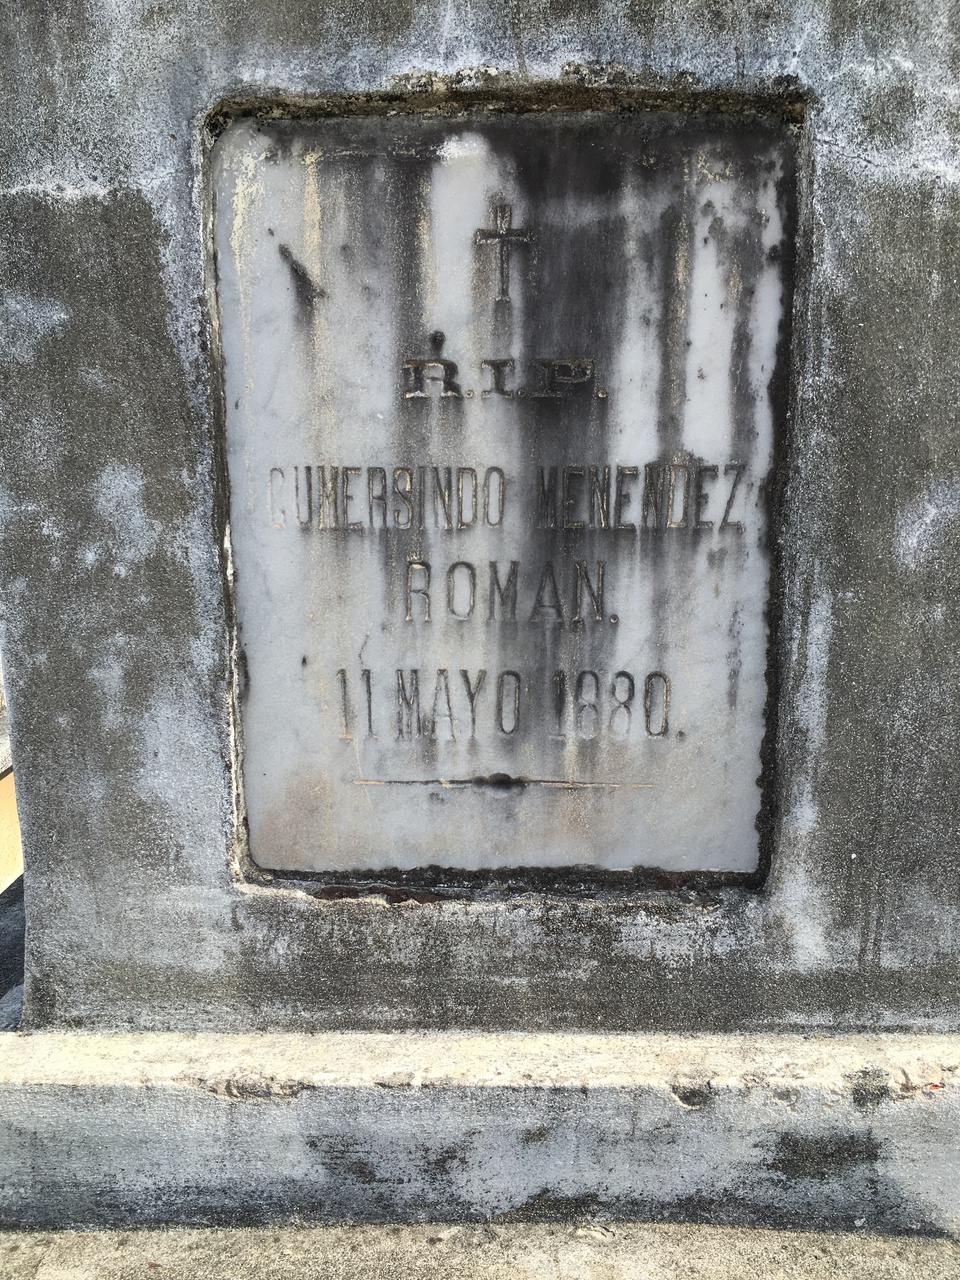 R.I.P.
GUMERSINDO MENENDEZ
ROMAN.
11 MAYO 1880.